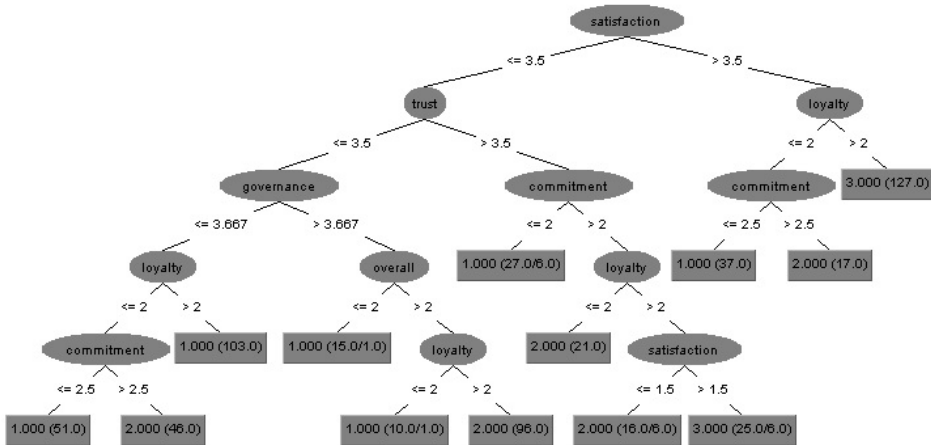 satisfaction
<= 3.5 > 3.5
trust loyalty
<= 3.5 > 3.5 <= 2 > 2
governance commitment commitment 3.000 (127.0)
<= 3.667 > 3.667 <= 2 > 2 <= 2.5 > 2.5
loyalty overall 1.000 (27.0/6.0) loyalty 1.000 (37.0) 2.000 (17.0)
<= 2 > 2 <= 2 > 2 <= 2 > 2
commitment 1.000 (103.0) 1.000 (15.0/1.0) loyalty 2.000 (21.0) satisfaction
<= 2.5 > 2.5 <= 2 > 2 <= 1.5 > 1.5
1.000 (51.0) 2.000 (46.0) 1.000 (10.0/1.0) 2.000 (96.0) 2.000 (16.0/6.0) 3.000 (25.0/6.0)